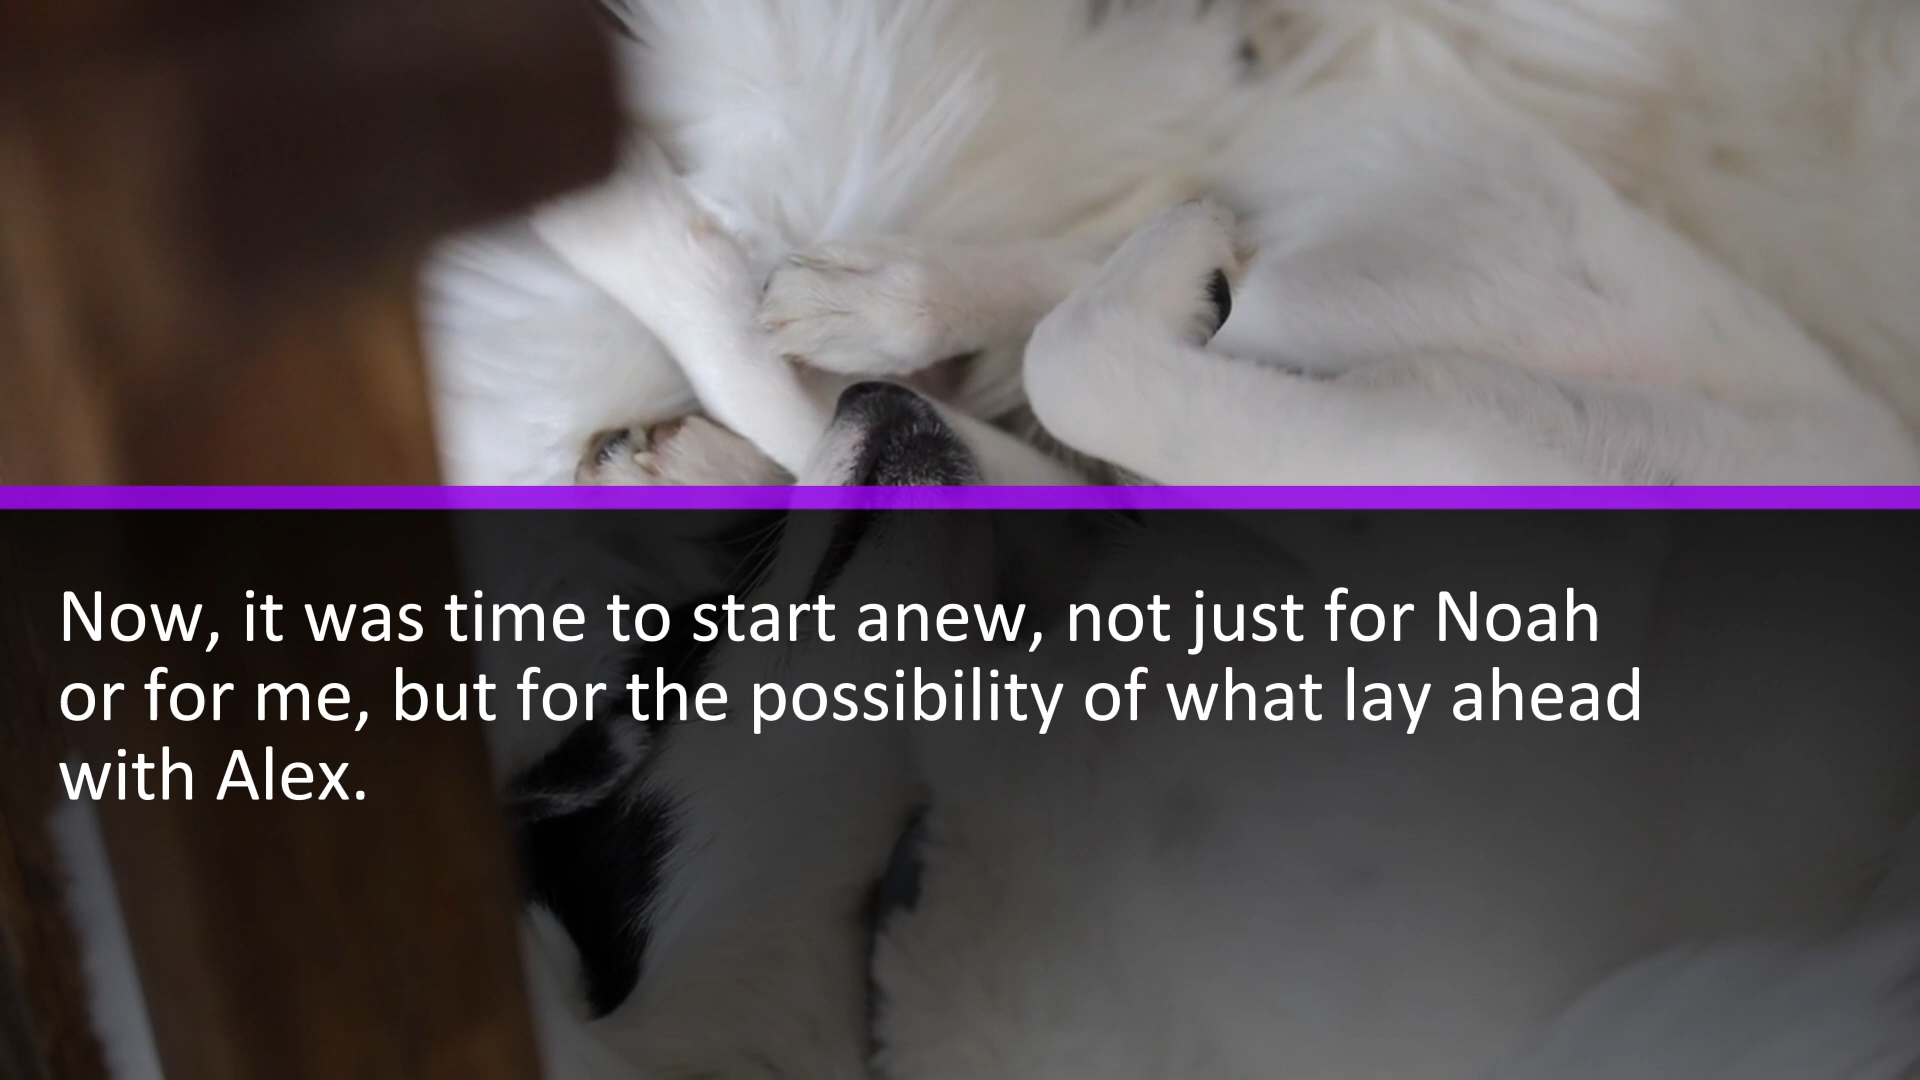 Now, it was time to start anew, not just for Noah
or for me, but for the possibility of what lay ahead
with Alex.